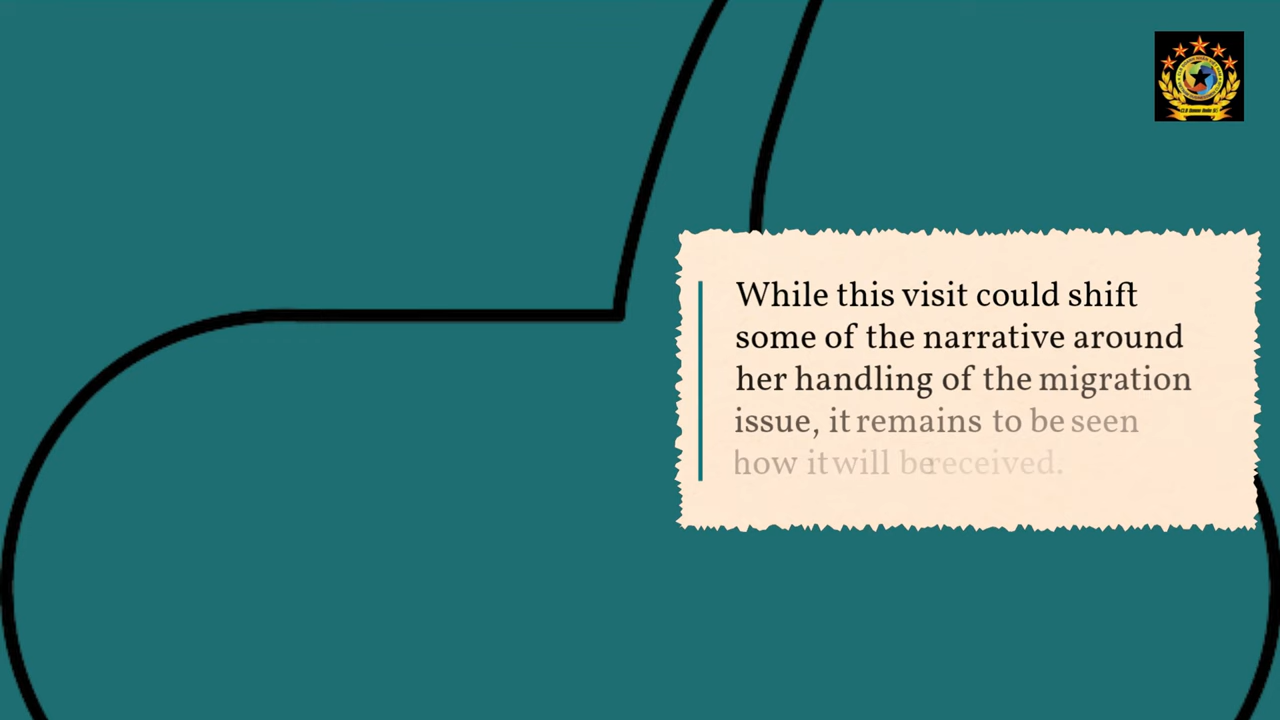 While this visit could shift
some of the narrative around
her handling of the migration
issue, it remains to be seen
how it will be received.